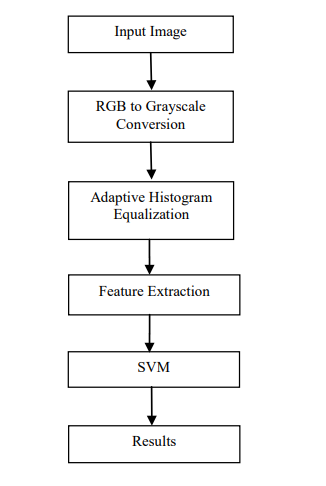 Input Image
RGB to Grayscale
Conversion
Adaptive Histogram
Equalization
Feature Extraction
SVM
Results